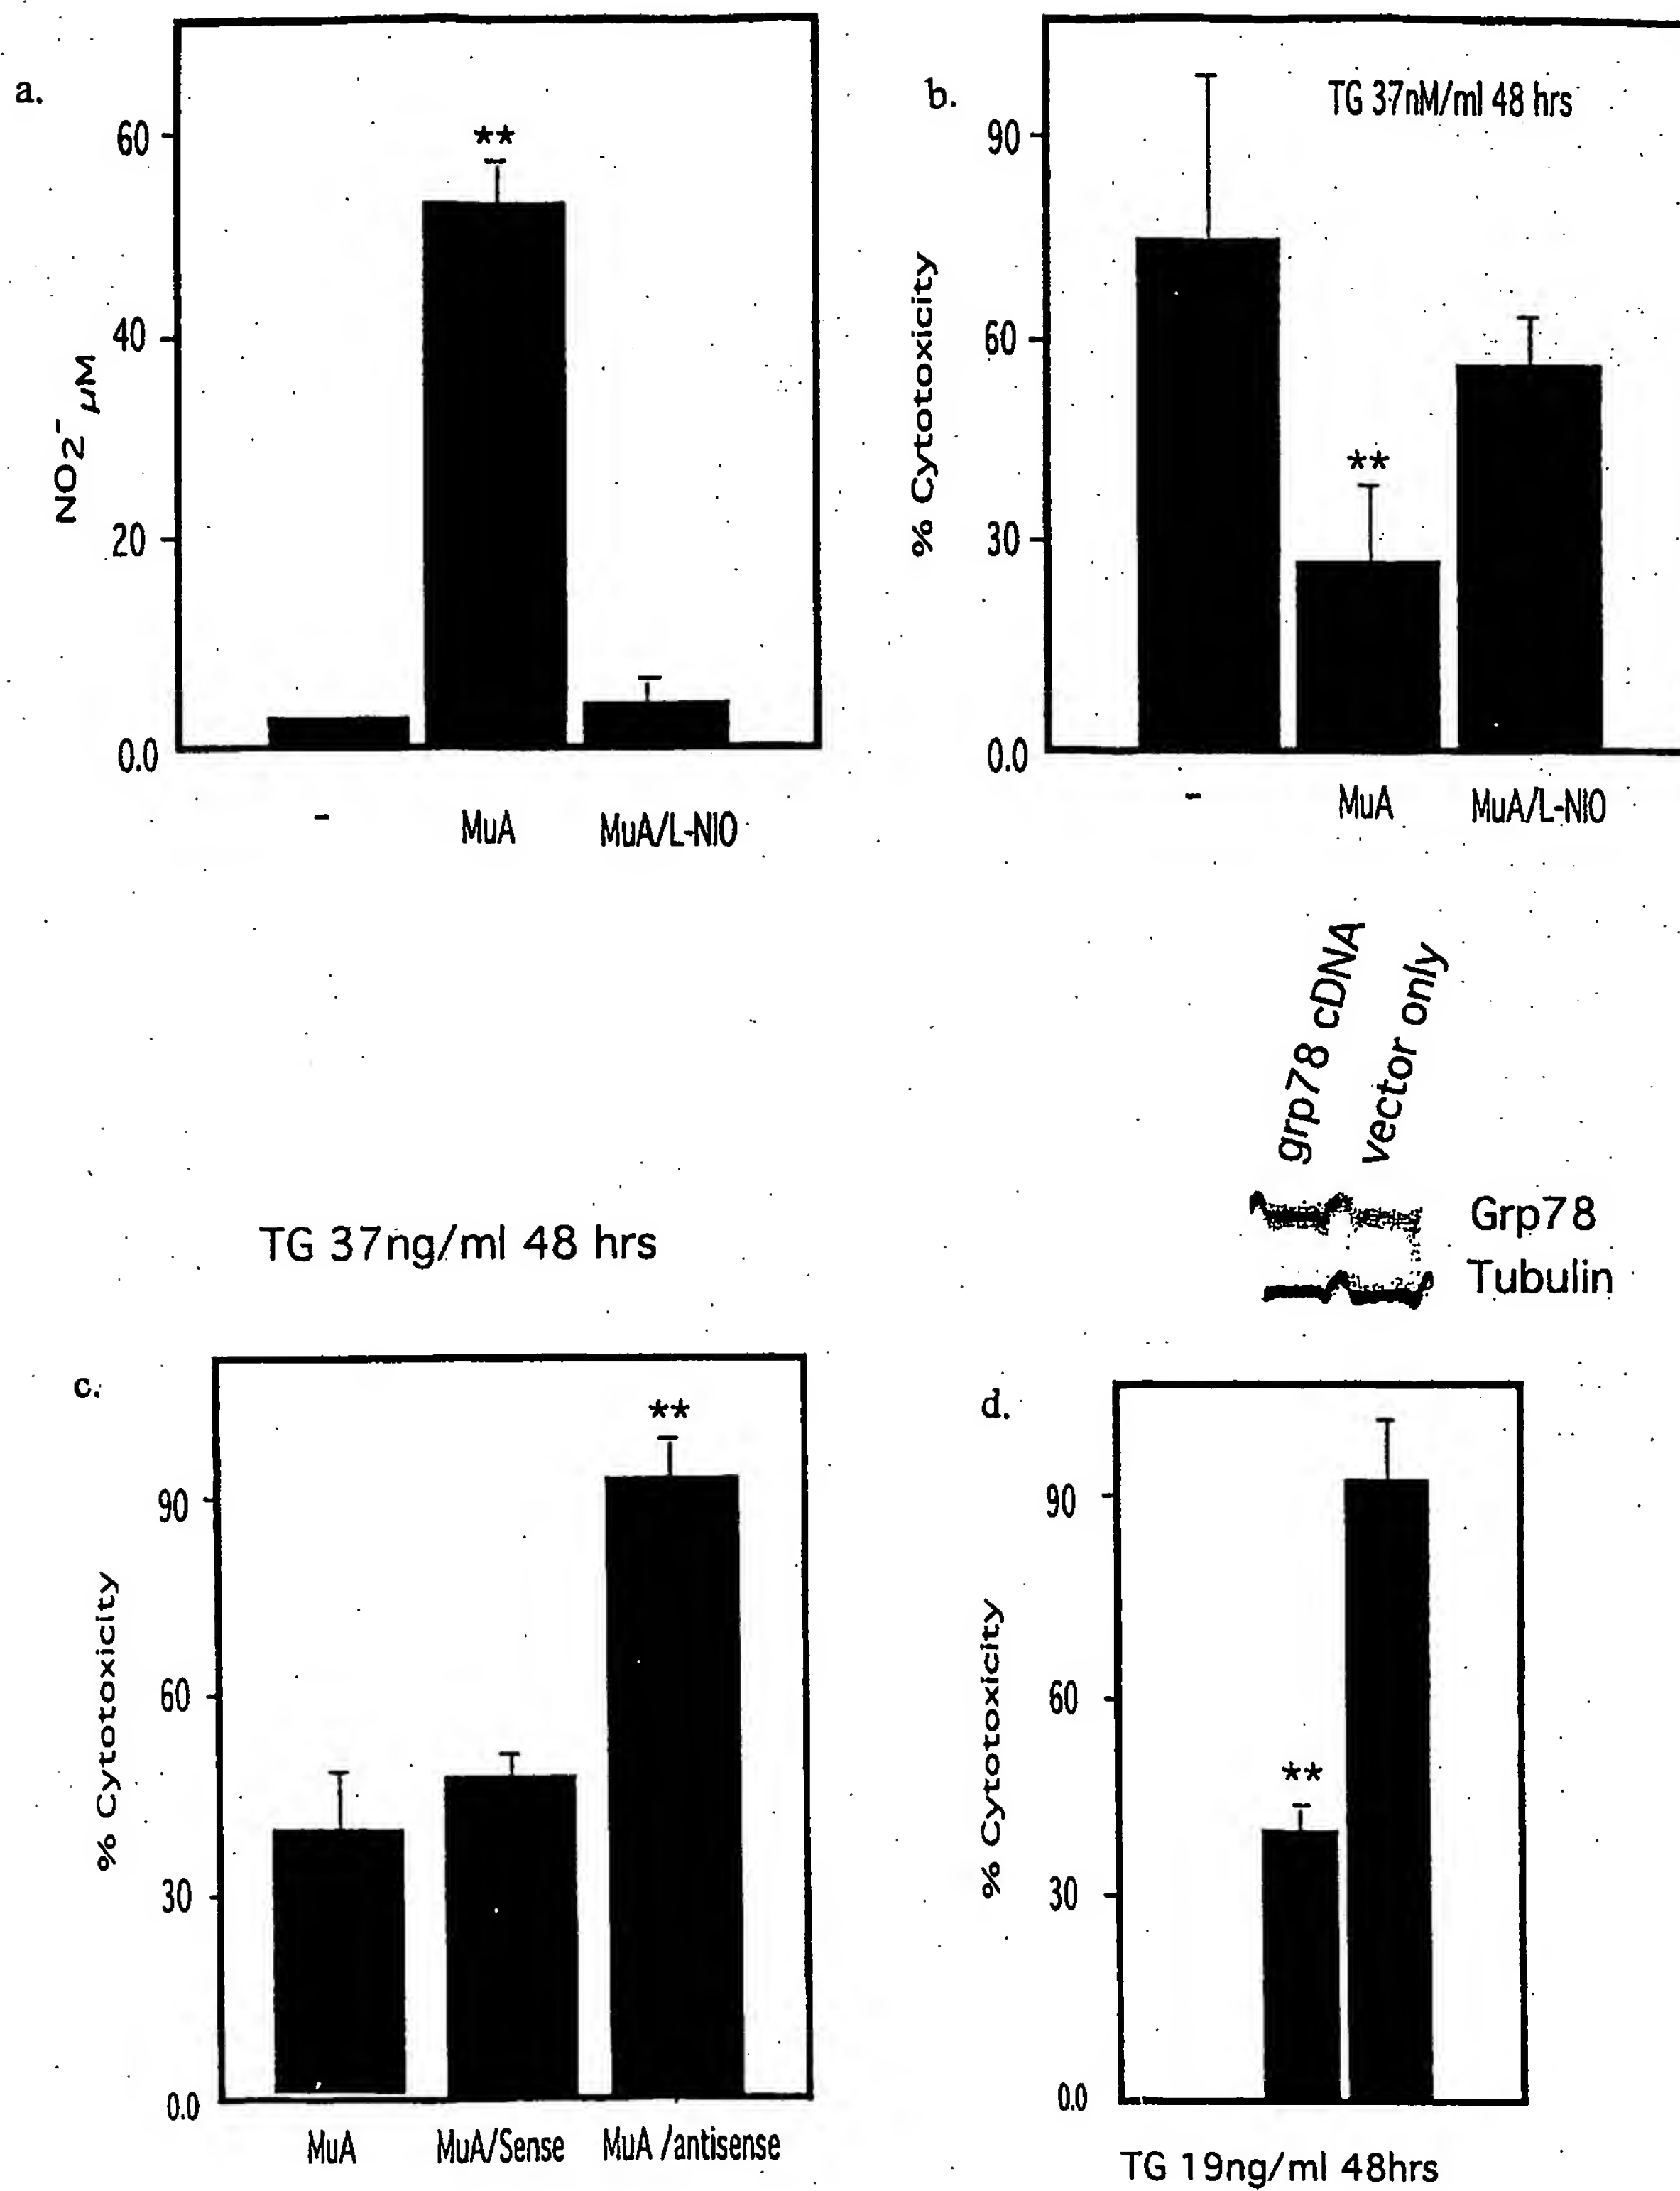 a.
60
40
20
0.0
NO2⁻ μM
**
-
MuA
MuA/L-NIO
b.
TG 37nM/ml 48 hrs
90
60
30
0.0
% Cytotoxicity
**
-
MuA
MuA/L-NIO
TG 37ng/ml 48 hrs
c.
90
60
30
0.0
% Cytotoxicity
**
MuA
MuA/Sense
MuA /antisense
grp78 cDNA
vector only
Grp78
Tubulin
d.
90
60
30
0.0
% Cytotoxicity
**
TG 19ng/ml 48hrs